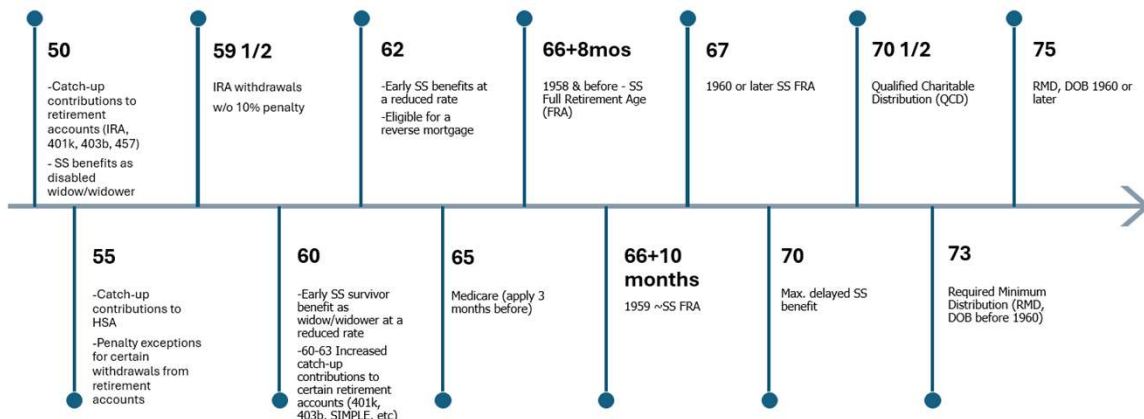 50
-Catch-up
contributions to
retirement
accounts (IRA,
401k, 403b, 457)
- SS benefits as
disabled
widow/widower
59 1/2
IRA withdrawals
w/o 10% penalty
62
-Early SS benefits at
a reduced rate
-Eligible for a
reverse mortgage
66+8mos
1958 & before - SS
Full Retirement Age
(FRA)
67
1960 or later SS FRA
70 1/2
Qualified Charitable
Distribution (QCD)
75
RMD, DOB 1960 or
later
55
-Catch-up
contributions to
HSA
-Penalty exceptions
for certain
withdrawals from
retirement
accounts
60
-Early SS survivor
benefit as
widow/widower at a
reduced rate
-60-63 Increased
catch-up
contributions to
certain retirement
accounts (401k,
403b, SIMPLE, etc)
65
Medicare (apply 3
months before)
66+10
months
1959 ~SS FRA
70
Max. delayed SS
benefit
73
Required Minimum
Distribution (RMD,
DOB before 1960)